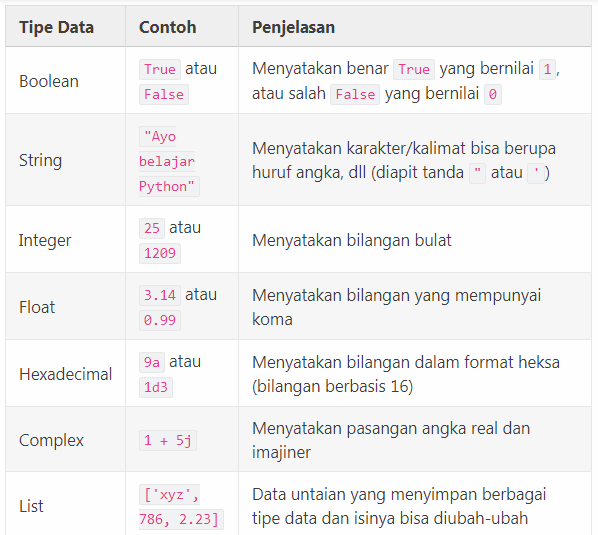 Tipe Data Contoh Penjelasan
Boolean
True atau
False
Menyatakan benar True yang bernilai 1 ,
atau salah False yang bernilai 0
String
"Ayo
belajar
Python"
Menyatakan karakter/kalimat bisa berupa
huruf angka, dll (diapit tanda " atau ' )
Integer
25 atau
1209
Menyatakan bilangan bulat
Float
3.14 atau
0.99
Menyatakan bilangan yang mempunyai
koma
Hexadecimal
9a atau
1d3
Menyatakan bilangan dalam format heksa
(bilangan berbasis 16)
Complex
1 + 5j
Menyatakan pasangan angka real dan
imajiner
List
['xyz',
786, 2.23]
Data untaian yang menyimpan berbagai
tipe data dan isinya bisa diubah-ubah